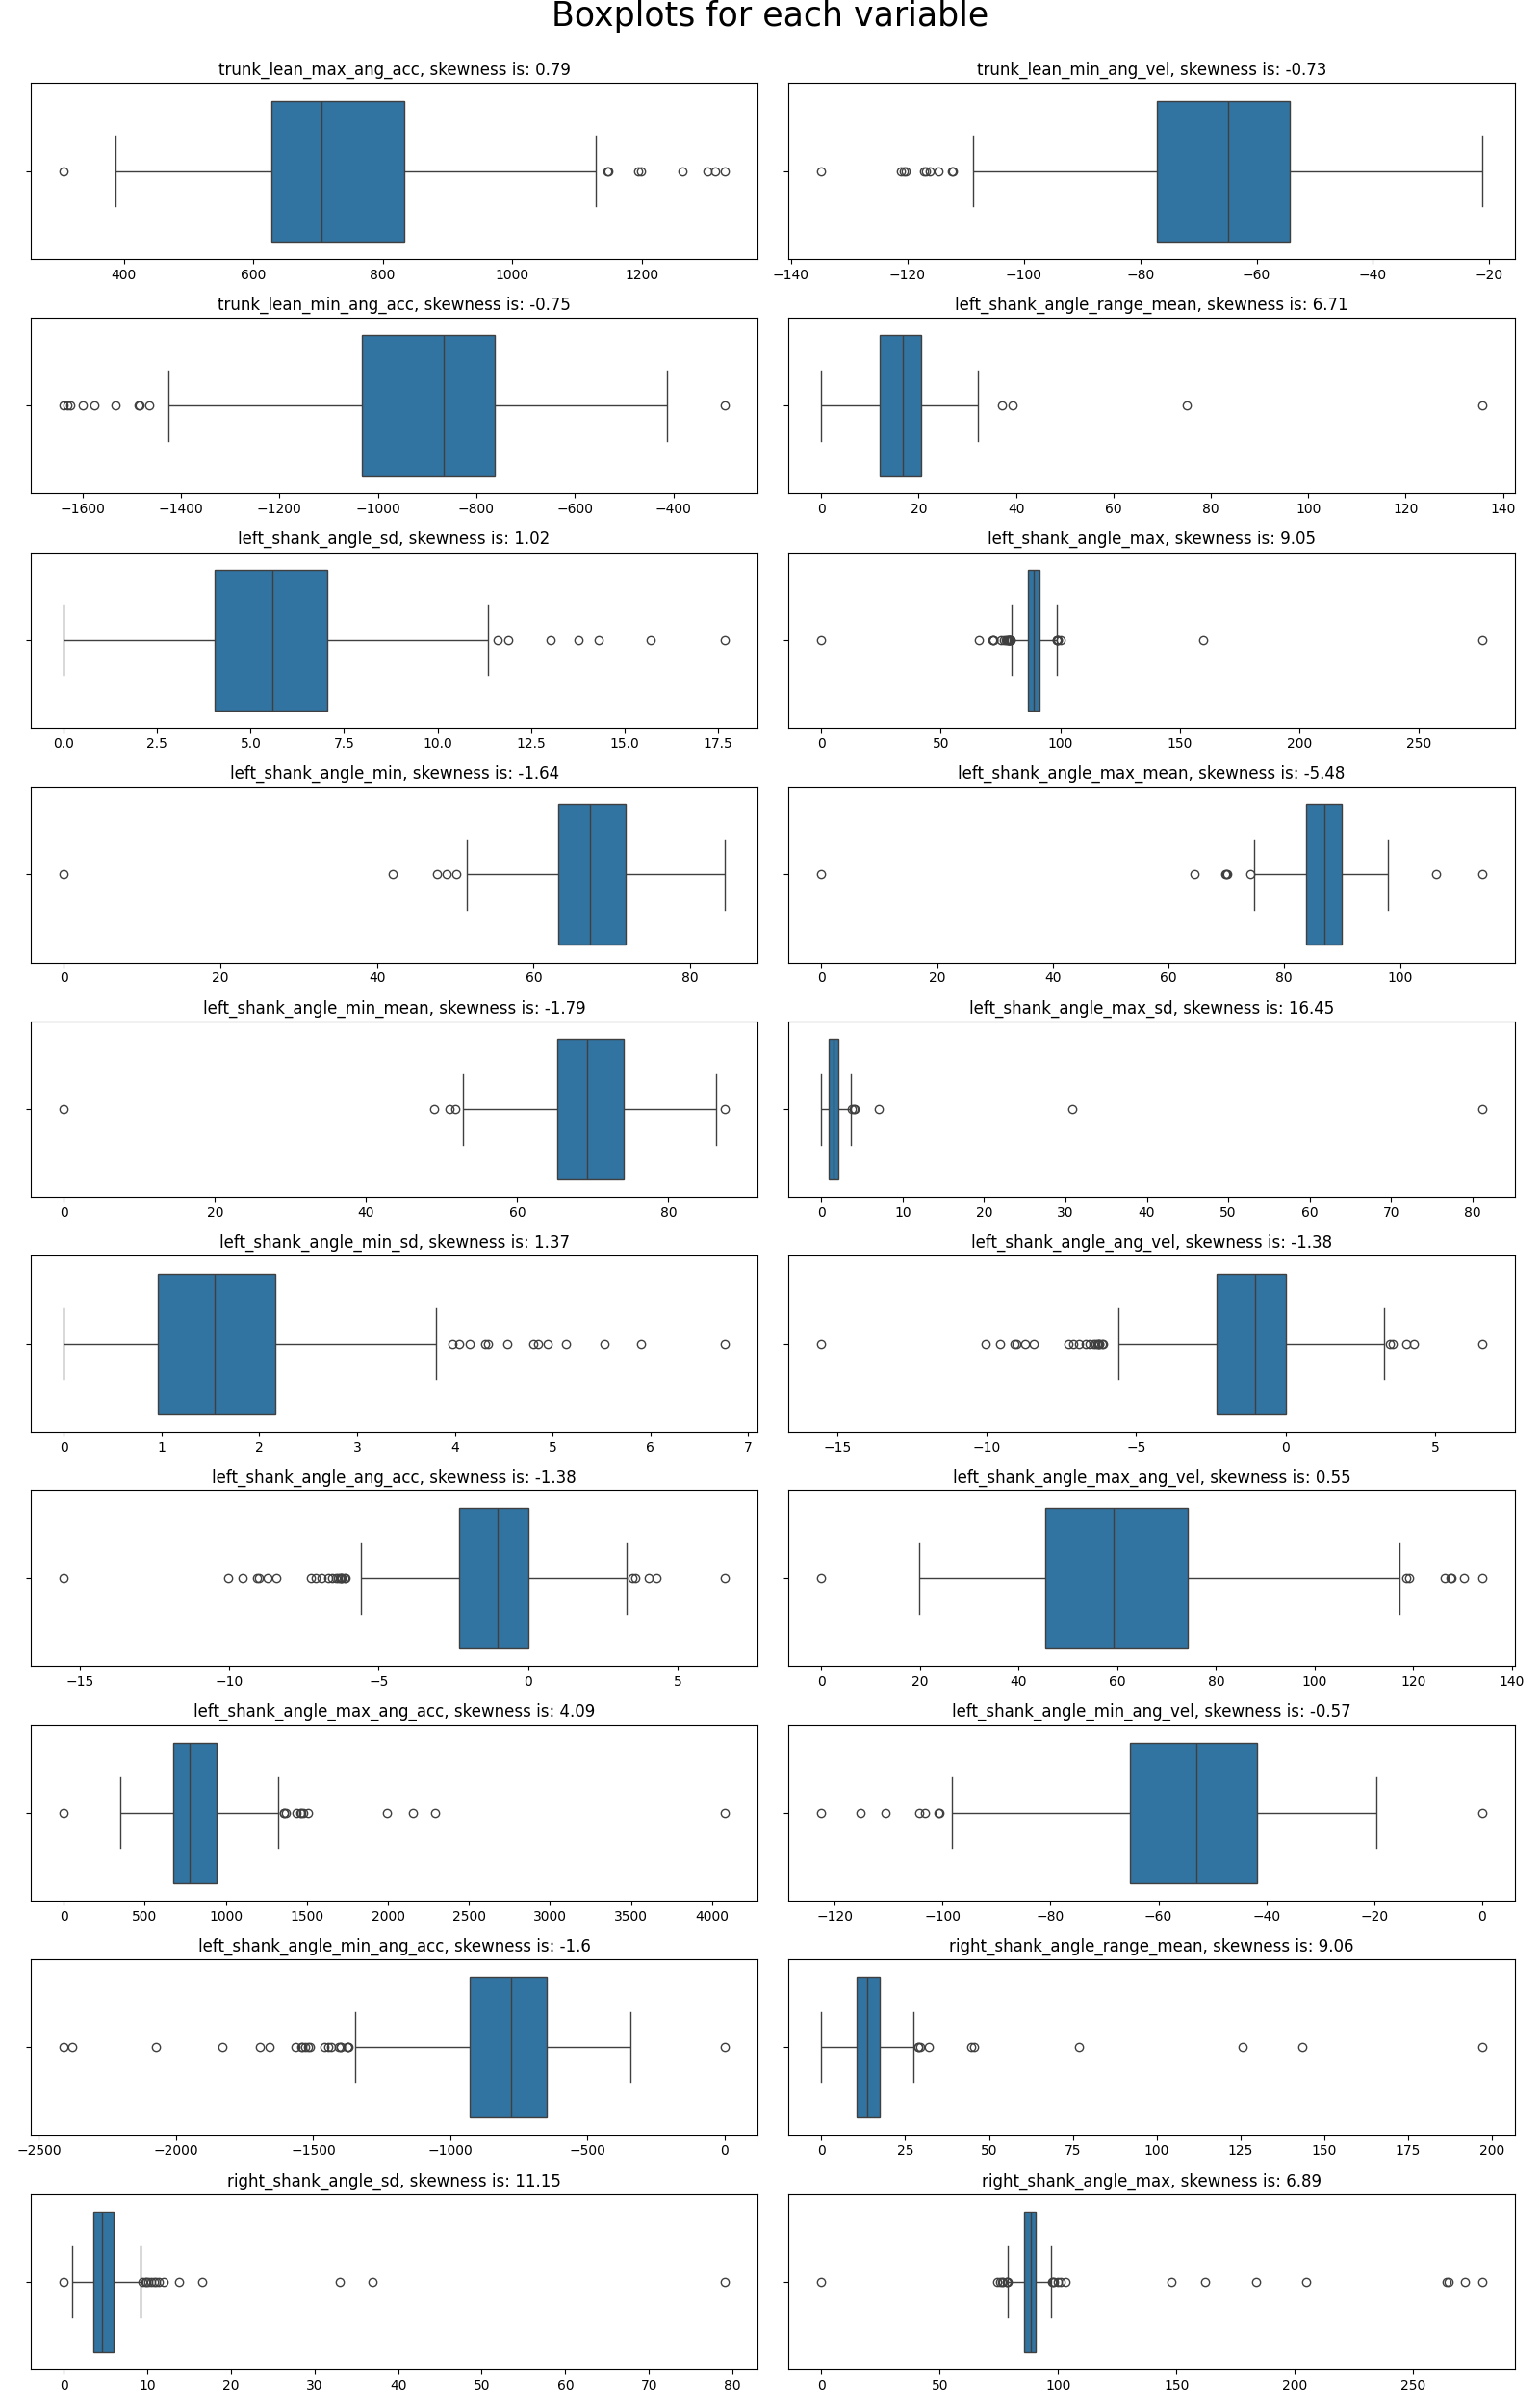 Boxplots for each variable
trunk_lean_max_ang_acc, skewness is: 0.79
trunk_lean_min_ang_vel, skewness is: -0.73
400 600 800 1000 1200
−140 −120 −100 −80 −60 −40 −20
trunk_lean_min_ang_acc, skewness is: -0.75
left_shank_angle_range_mean, skewness is: 6.71
−1600 −1400 −1200 −1000 −800 −600 −400
0 20 40 60 80 100 120 140
left_shank_angle_sd, skewness is: 1.02
left_shank_angle_max, skewness is: 9.05
0.0 2.5 5.0 7.5 10.0 12.5 15.0 17.5
0 50 100 150 200 250
left_shank_angle_min, skewness is: -1.64
left_shank_angle_max_mean, skewness is: -5.48
0 20 40 60 80
0 20 40 60 80 100
left_shank_angle_min_mean, skewness is: -1.79
left_shank_angle_max_sd, skewness is: 16.45
0 20 40 60 80
0 10 20 30 40 50 60 70 80
left_shank_angle_min_sd, skewness is: 1.37
left_shank_angle_ang_vel, skewness is: -1.38
0 1 2 3 4 5 6 7
−15 −10 −5 0 5
left_shank_angle_ang_acc, skewness is: -1.38
left_shank_angle_max_ang_vel, skewness is: 0.55
−15 −10 −5 0 5
0 20 40 60 80 100 120 140
left_shank_angle_max_ang_acc, skewness is: 4.09
left_shank_angle_min_ang_vel, skewness is: -0.57
0 500 1000 1500 2000 2500 3000 3500 4000
−120 −100 −80 −60 −40 −20 0
left_shank_angle_min_ang_acc, skewness is: -1.6
right_shank_angle_range_mean, skewness is: 9.06
−2500 −2000 −1500 −1000 −500 0
0 25 50 75 100 125 150 175 200
right_shank_angle_sd, skewness is: 11.15
right_shank_angle_max, skewness is: 6.89
0 10 20 30 40 50 60 70 80
0 50 100 150 200 250